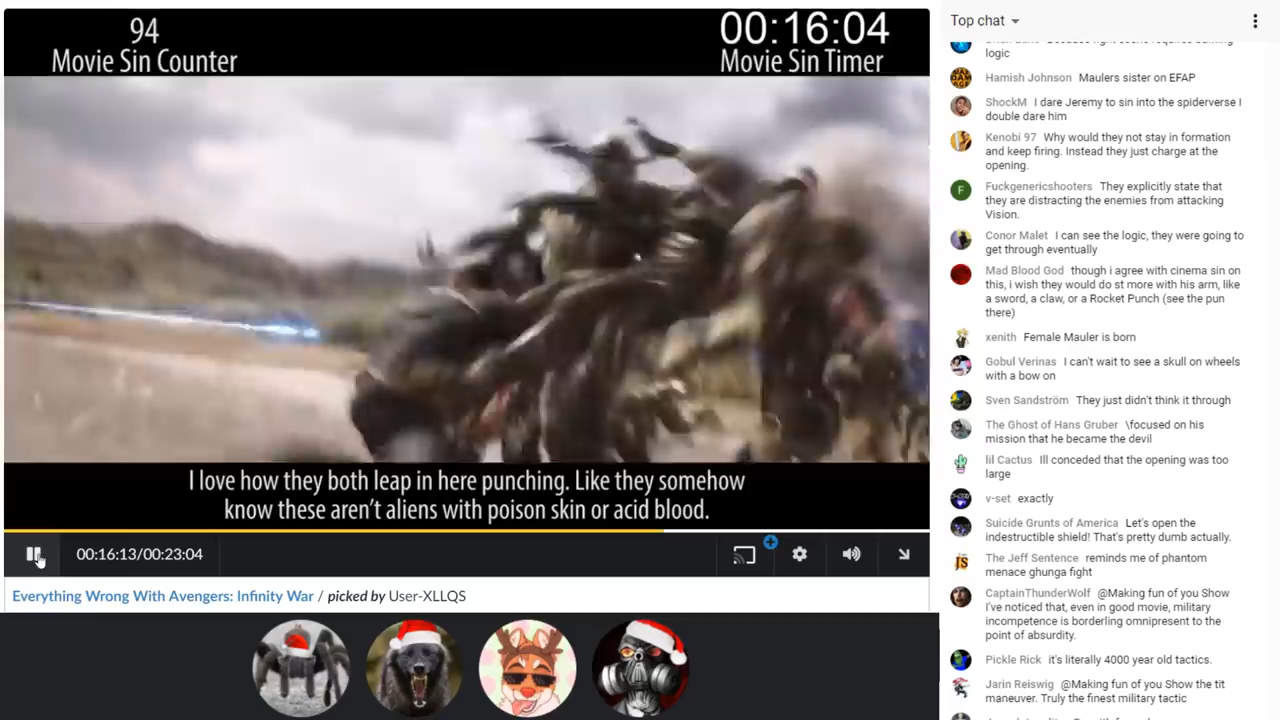 94
Movie Sin Counter
00:16:04
Movie Sin Timer
I love how they both leap in here punching. Like they somehow
know these aren't aliens with poison skin or acid blood.
00:16:13/00:23:04
Everything Wrong With Avengers: Infinity War / picked by User-XLLQS
Top chat
logic
Hamish Johnson Maulers sister on EFAP
ShockM I dare Jeremy to sin into the spiderverse I
double dare him
Kenobi 97 Why would they not stay in formation
and keep firing. Instead they just charge at the
opening.
F
Fuckgenericshooters They explicitly state that
they are distracting the enemies from attacking
Vision.
Conor Malet I can see the logic, they were going to
get through eventually
Mad Blood God though i agree with cinema sin on
this, i wish they would do st more with his arm, like
a sword, a claw, or a Rocket Punch (see the pun
there)
xenith Female Mauler is born
Gobul Verinas I can't wait to see a skull on wheels
with a bow on
Sven Sandström They just didn't think it through
The Ghost of Hans Gruber \focused on his
mission that he became the devil
lil Cactus Ill conceded that the opening was too
large
v-set exactly
Suicide Grunts of America Let's open the
indestructible shield! That's pretty dumb actually.
JS
The Jeff Sentence reminds me of phantom
menace ghunga fight
CaptainThunderWolf @Making fun of you Show
I've noticed that, even in good movie, military
incompetence is borderling omnipresent to the
point of absurdity.
Pickle Rick it's literally 4000 year old tactics.
Jarin Reiswig @Making fun of you Show the tit
maneuver. Truly the finest military tactic